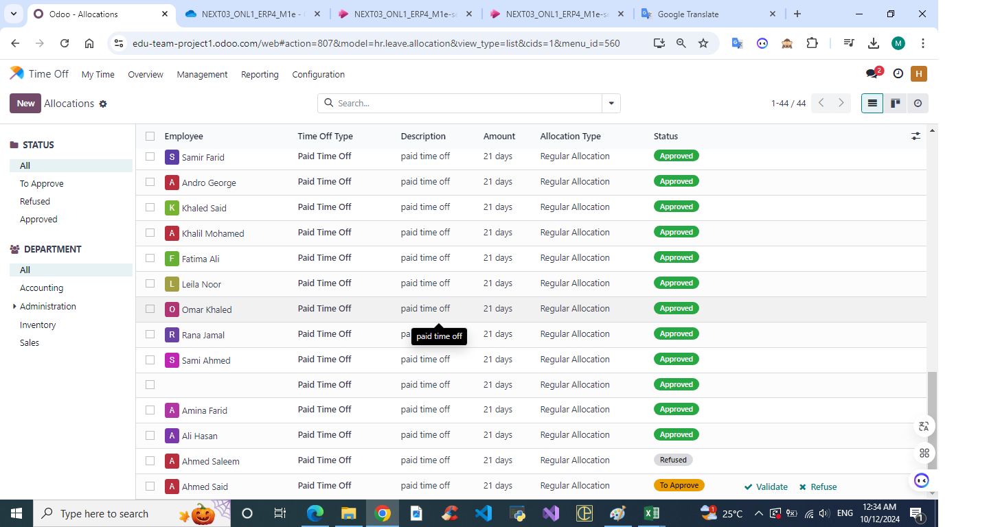 Odoo - Allocations
NEXT03_ONL1_ERP4_M1e -
NEXT03_ONL1_ERP4_M1e-s
NEXT03_ONL1_ERP4_M1e-s
Google Translate
edu-team-project1.odoo.com/web#action=807&model=hr.leave.allocation&view_type=list&cids=1&menu_id=560
M
Time Off My Time Overview Management Reporting Configuration 2 H
New Allocations Search... 1-44 / 44
STATUS
All
To Approve
Refused
Approved
DEPARTMENT
All
Accounting
Administration
Inventory
Sales
Employee Time Off Type Description Amount Allocation Type Status
S Samir Farid Paid Time Off paid time off 21 days Regular Allocation Approved
A Andro George Paid Time Off paid time off 21 days Regular Allocation Approved
K Khaled Said Paid Time Off paid time off 21 days Regular Allocation Approved
A Khalil Mohamed Paid Time Off paid time off 21 days Regular Allocation Approved
F Fatima Ali Paid Time Off paid time off 21 days Regular Allocation Approved
L Leila Noor Paid Time Off paid time off 21 days Regular Allocation Approved
O Omar Khaled Paid Time Off paid time off 21 days Regular Allocation Approved
R Rana Jamal Paid Time Off pa 21 days Regular Allocation Approved
paid time off
S Sami Ahmed Paid Time Off paid time off 21 days Regular Allocation Approved
Paid Time Off paid time off 21 days Regular Allocation Approved
A Amina Farid Paid Time Off paid time off 21 days Regular Allocation Approved
A Ali Hasan Paid Time Off paid time off 21 days Regular Allocation Approved
A Ahmed Saleem Paid Time Off paid time off 21 days Regular Allocation Refused
A Ahmed Said Paid Time Off paid time off 21 days Regular Allocation To Approve Validate Refuse
Type here to search
1 25°C ENG
12:34 AM
10/12/2024
1